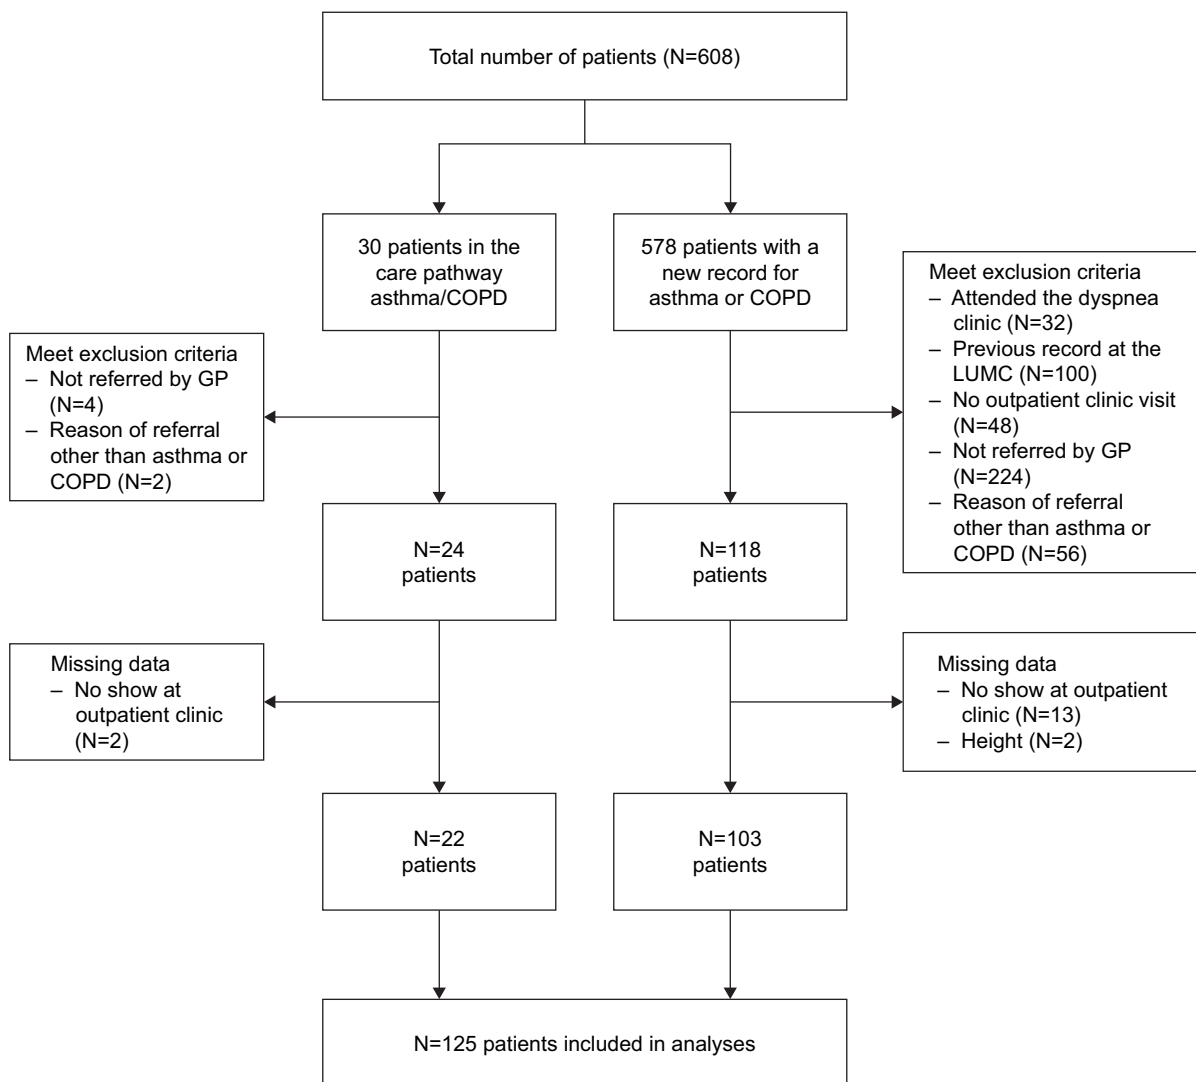 Total number of patients (N=608)
30 patients in the
care pathway
asthma/COPD
578 patients with a
new record for
asthma or COPD
Meet exclusion criteria
– Not referred by GP
(N=4)
– Reason of referral
other than asthma or
COPD (N=2)
Meet exclusion criteria
– Attended the dyspnea
clinic (N=32)
– Previous record at the
LUMC (N=100)
– No outpatient clinic visit
(N=48)
– Not referred by GP
(N=224)
– Reason of referral
other than asthma or
COPD (N=56)
N=24
patients
N=118
patients
Missing data
– No show at
outpatient clinic
(N=2)
Missing data
– No show at outpatient
clinic (N=13)
– Height (N=2)
N=22
patients
N=103
patients
N=125 patients included in analyses